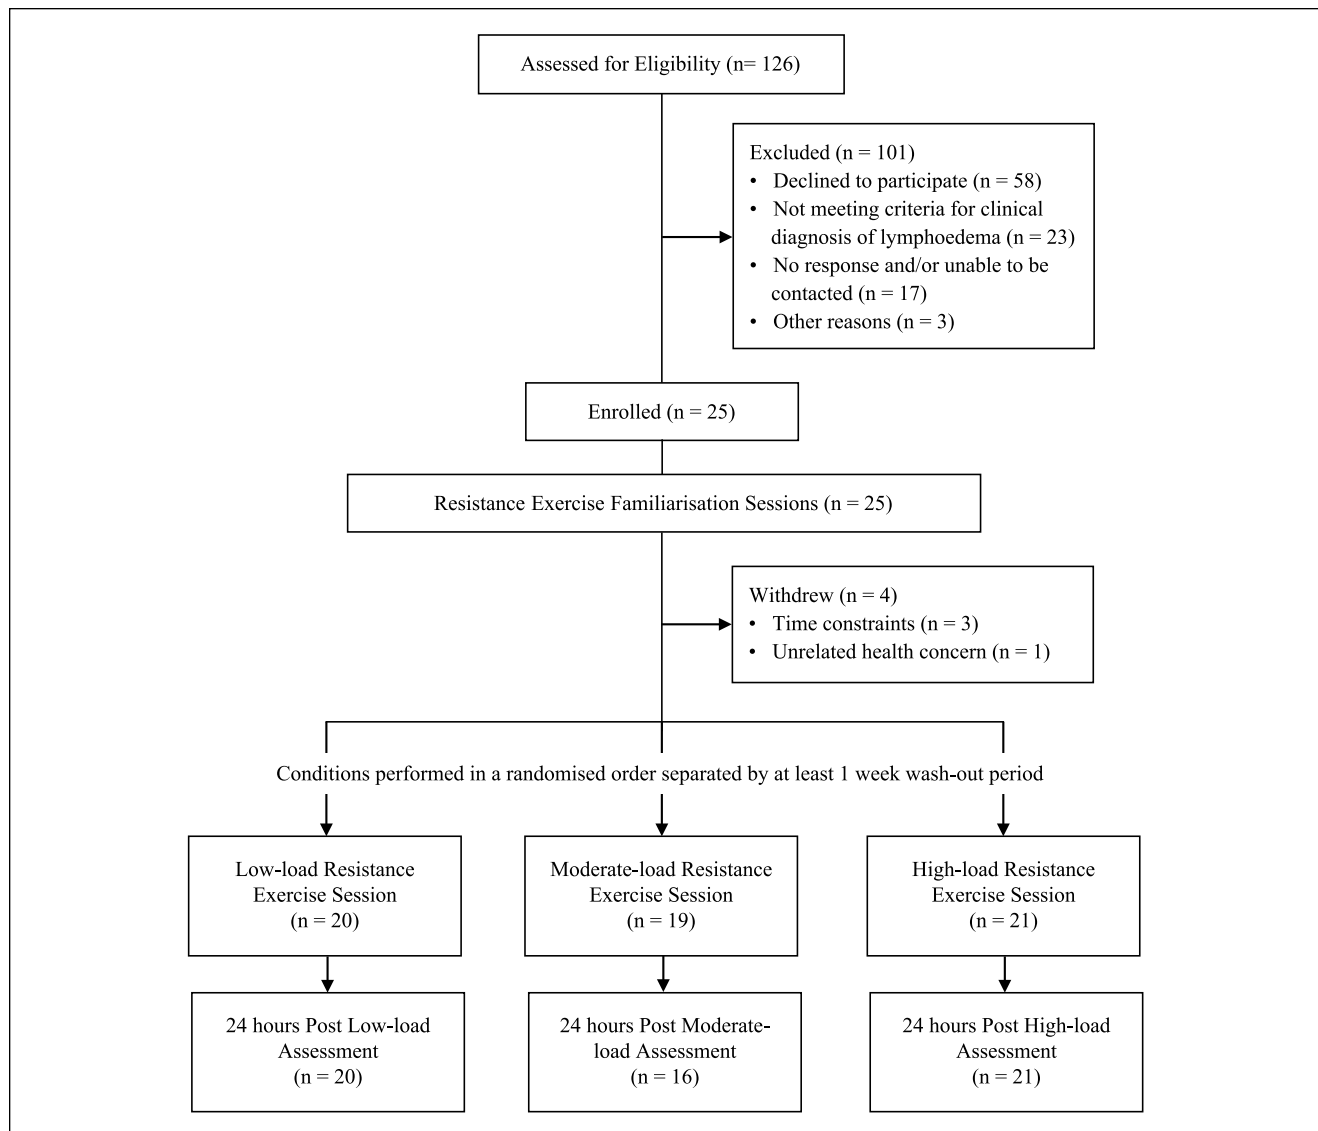 Assessed for Eligibility (n= 126)
Excluded (n = 101)
• Declined to participate (n = 58)
• Not meeting criteria for clinical
diagnosis of lymphoedema (n = 23)
• No response and/or unable to be
contacted (n = 17)
• Other reasons (n = 3)
Enrolled (n = 25)
Resistance Exercise Familiarisation Sessions (n = 25)
Withdrew (n = 4)
• Time constraints (n = 3)
• Unrelated health concern (n = 1)
Conditions performed in a randomised order separated by at least 1 week wash-out period
Low-load Resistance
Exercise Session
(n = 20)
Moderate-load Resistance
Exercise Session
(n = 19)
High-load Resistance
Exercise Session
(n = 21)
24 hours Post Low-load
Assessment
(n = 20)
24 hours Post Moderate-
load Assessment
(n = 16)
24 hours Post High-load
Assessment
(n = 21)